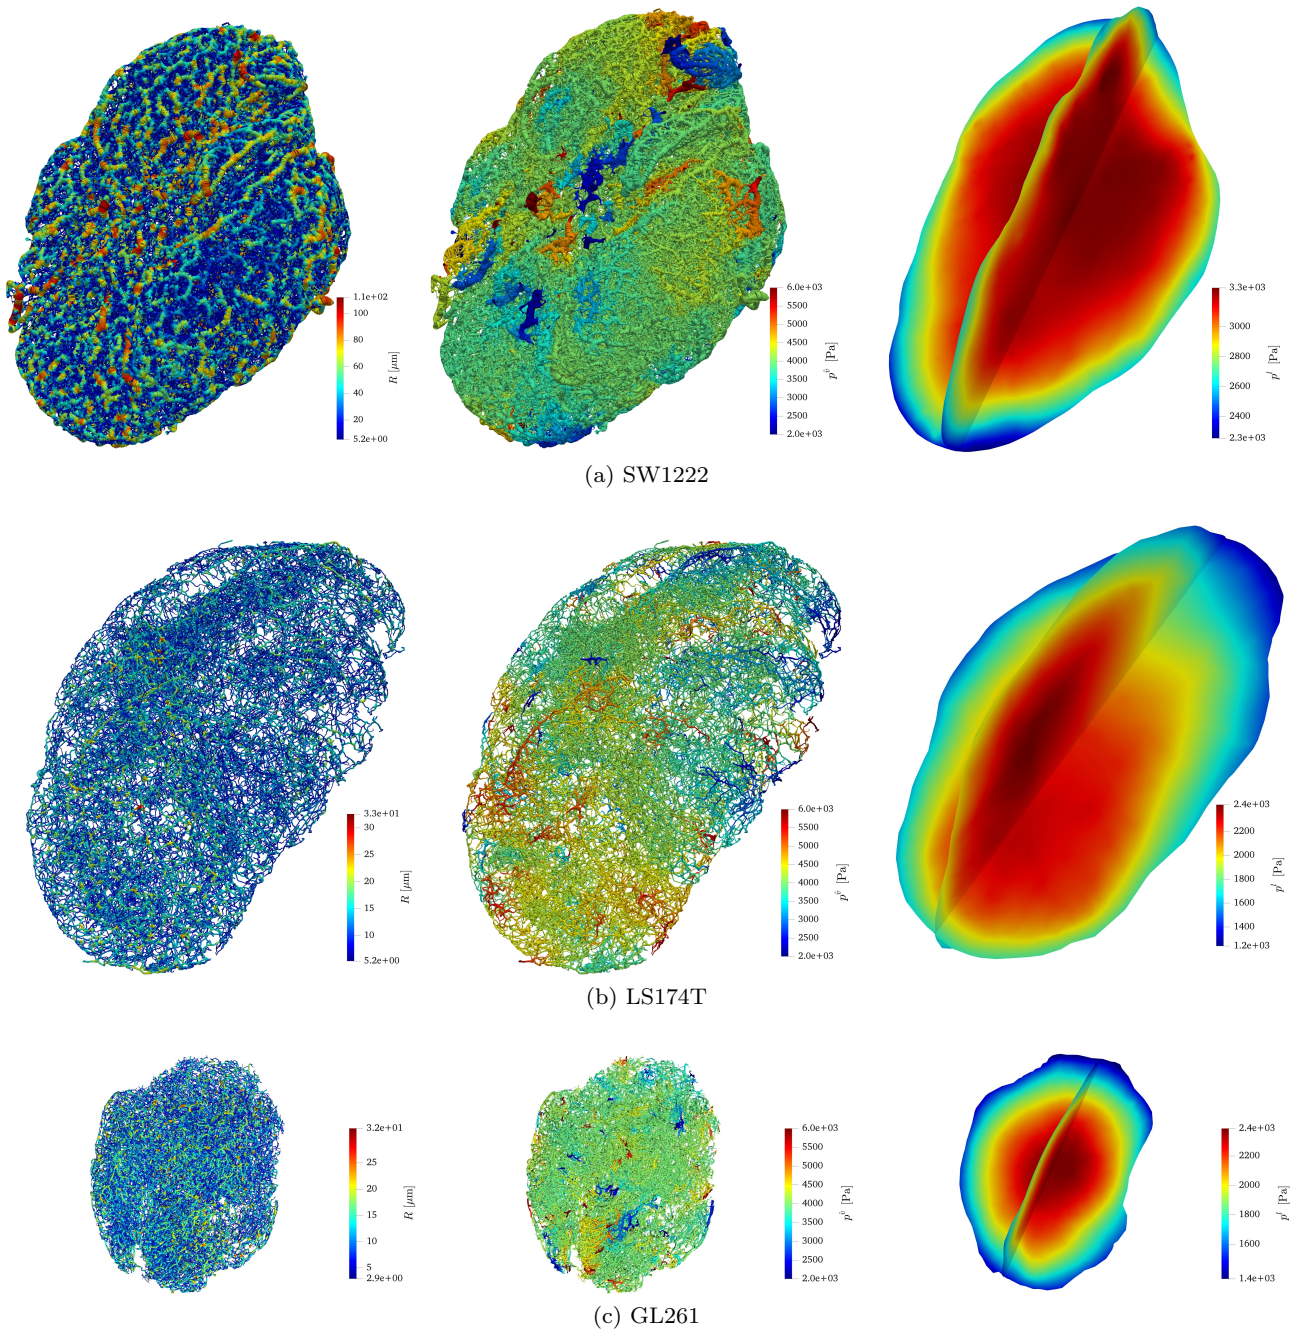 1.1e+02
100
80
60
40
20
5.2e+00
R [μm]
6.0e+03
5500
5000
4500
4000
3500
3000
2500
2.0e+03
p^v̂ [Pa]
3.3e+03
3000
2800
2600
2400
2.3e+03
p^l [Pa]
(a) SW1222
3.3e+01
30
25
20
15
10
5.2e+00
R [μm]
6.0e+03
5500
5000
4500
4000
3500
3000
2500
2.0e+03
p^v̂ [Pa]
2.4e+03
2200
2000
1800
1600
1400
1.2e+03
p^l [Pa]
(b) LS174T
3.2e+01
25
20
15
10
5
2.9e+00
R [μm]
6.0e+03
5500
5000
4500
4000
3500
3000
2500
2.0e+03
p^v̂ [Pa]
2.4e+03
2200
2000
1800
1600
1.4e+03
p^l [Pa]
(c) GL261